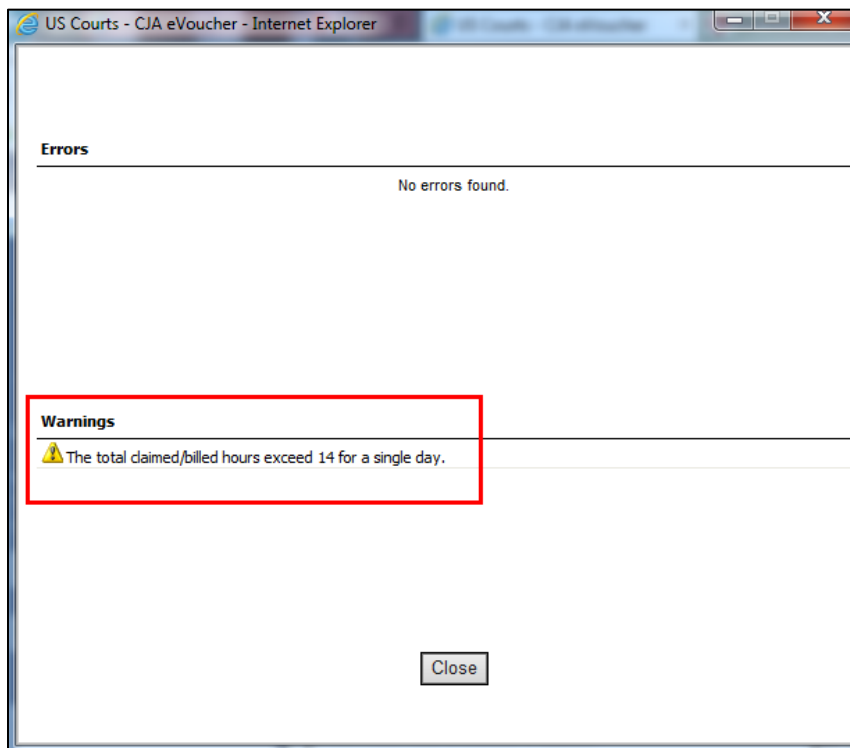 US Courts - CJA eVoucher - Internet Explorer
Errors
No errors found.
Warnings
The total claimed/billed hours exceed 14 for a single day.
Close